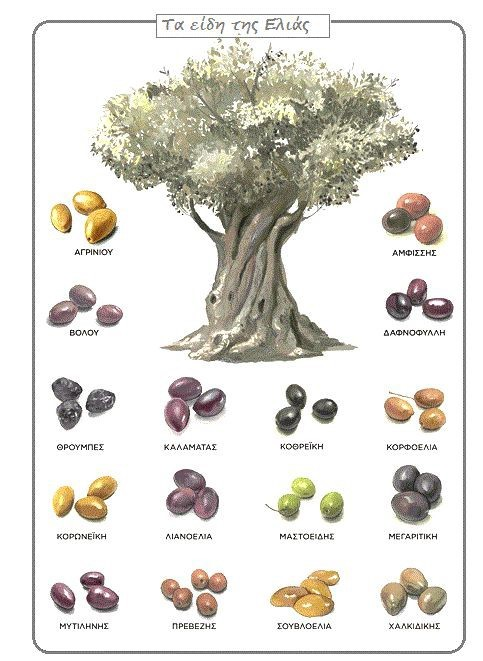 Τα είδη της Ελιάς
ΑΓΡΙΝΙΟΥ
ΑΜΦΙΣΣΗΣ
ΒΟΛΟΥ
ΔΑΦΝΟΦΥΛΛΗ
ΘΡΟΥΜΠΕΣ
ΚΑΛΑΜΑΤΑΣ
ΚΟΘΡΕΪΚΗ
ΚΟΡΦΟΕΛΙΑ
ΚΟΡΩΝΕΪΚΗ
ΛΙΑΝΟΕΛΙΑ
ΜΑΣΤΟΕΙΔΗΣ
ΜΕΓΑΡΙΤΙΚΗ
ΜΥΤΙΛΗΝΗΣ
ΠΡΕΒΕΖΗΣ
ΣΟΥΒΛΟΕΛΙΑ
ΧΑΛΚΙΔΙΚΗΣ